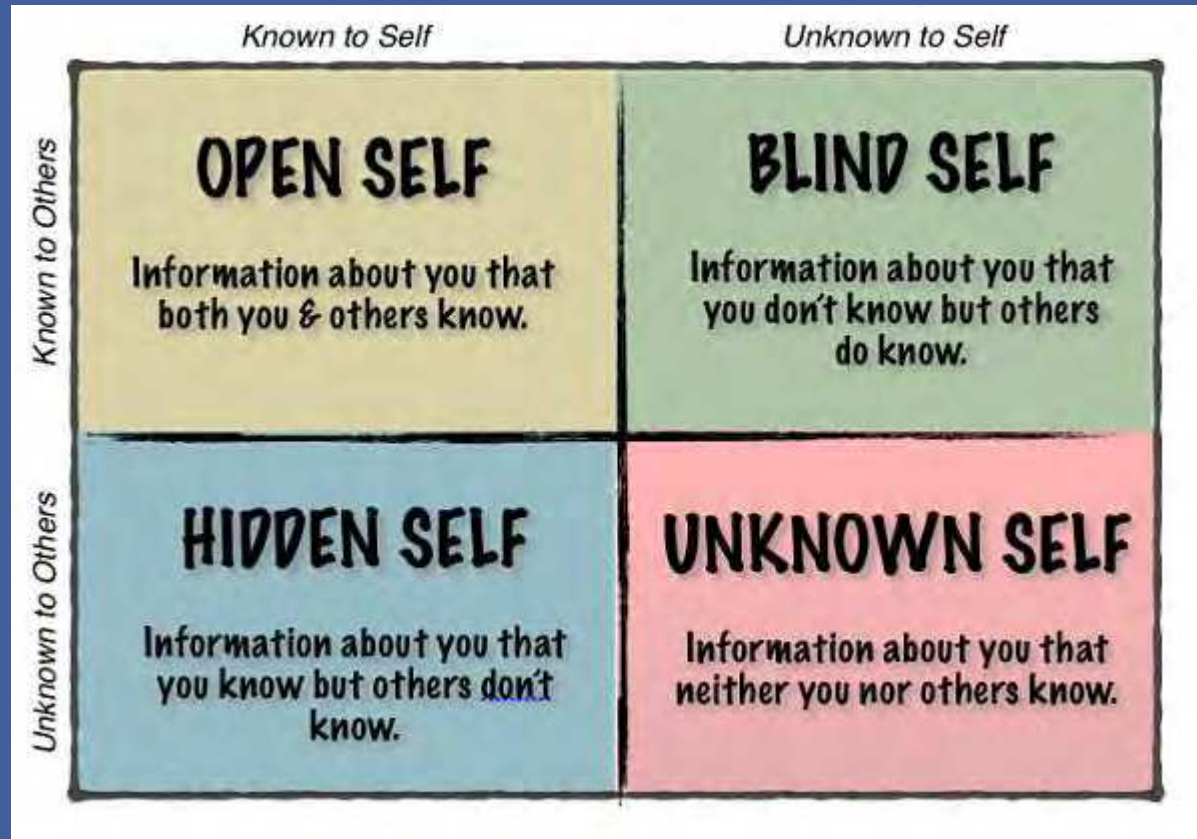 Known to Self
Unknown to Self
Known to Others
OPEN SELF
Information about you that
both you & others know.
BLIND SELF
Information about you that
you don't know but others
do know.
Unknown to Others
HIDDEN SELF
Information about you that
you know but others don't
know.
UNKNOWN SELF
Information about you that
neither you nor others know.